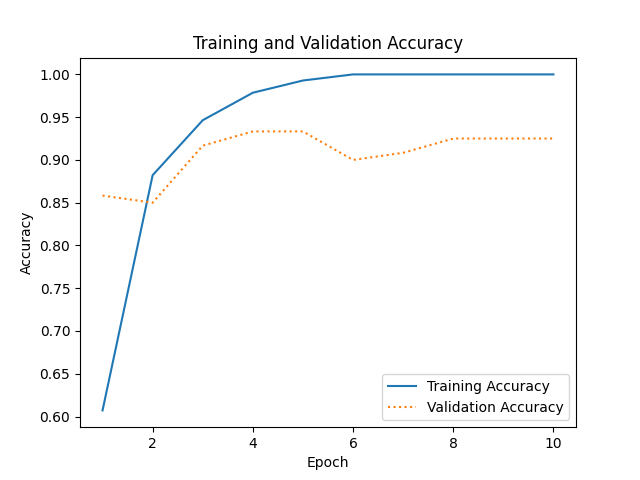 Training and Validation Accuracy
1.00
0.95
0.90
0.85
0.80
0.75
0.70
0.65
0.60
Accuracy
Training Accuracy
Validation Accuracy
2 4 6 8 10
Epoch